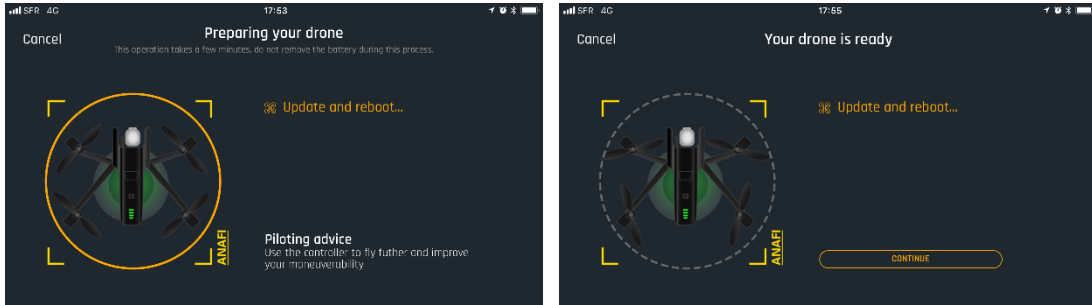 SFR 4G 17:53
Cancel
Preparing your drone
This operation takes a few minutes, do not remove the battery during this process.
Update and reboot...
ANAFI
Piloting advice
Use the controller to fly futher and improve
your maneuverability
SFR 4G 17:55
Cancel
Your drone is ready
Update and reboot...
ANAFI
CONTINUE